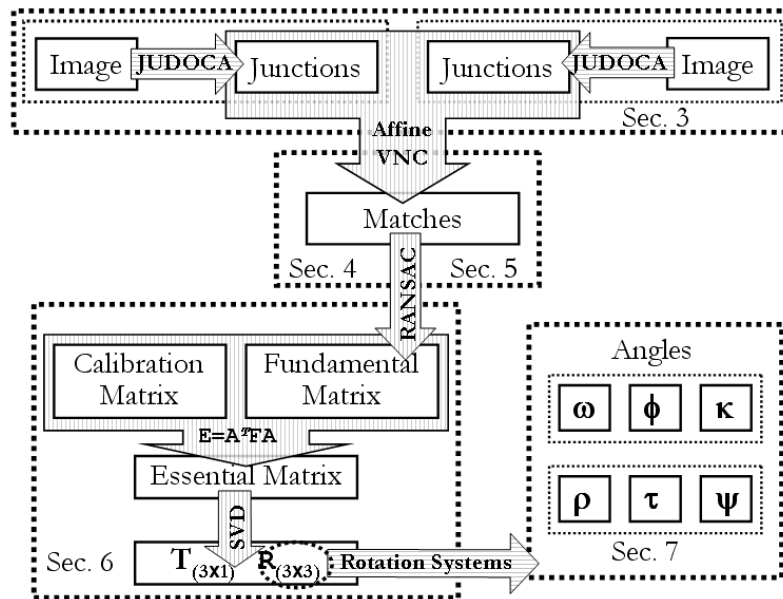 Image JUDOCA Junctions Junctions JUDOCA Image
Sec. 3
Affine
VNC
Matches
Sec. 4 Sec. 5
RANSAC
Calibration
Matrix
Fundamental
Matrix
E=AᵀFA
Essential Matrix
SVD
Sec. 6
T(3x1) R(3x3) Rotation Systems
Angles
ω ϕ κ
ρ τ ψ
Sec. 7